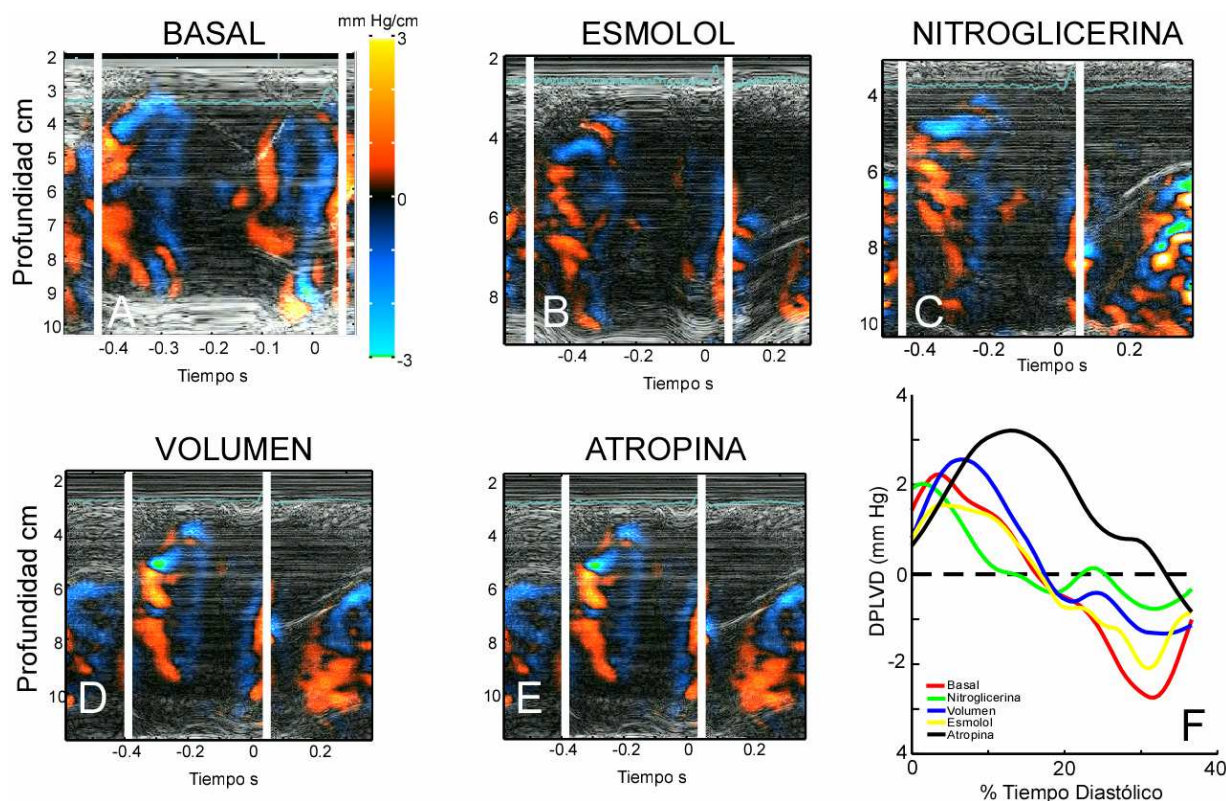 BASAL
mm Hg/cm
3
0
-3
Profundidad cm
2
3
4
5
6
7
8
9
10
A
-0.4 -0.3 -0.2 -0.1 0
Tiempo s
ESMOLOL
2
4
6
8
B
-0.4 -0.2 0 0.2
Tiempo s
NITROGLICERINA
4
6
8
10
C
-0.4 -0.2 0 0.2
Tiempo s
VOLUMEN
Profundidad cm
2
4
6
8
10
D
-0.4 -0.2 0 0.2
Tiempo s
ATROPINA
2
4
6
8
10
E
-0.4 -0.2 0 0.2
Tiempo s
DPLVD (mm Hg)
4
2
0
-2
4
Basal
Nitroglicerina
Volumen
Esmolol
Atropina
F
0 20 40
% Tiempo Diastólico